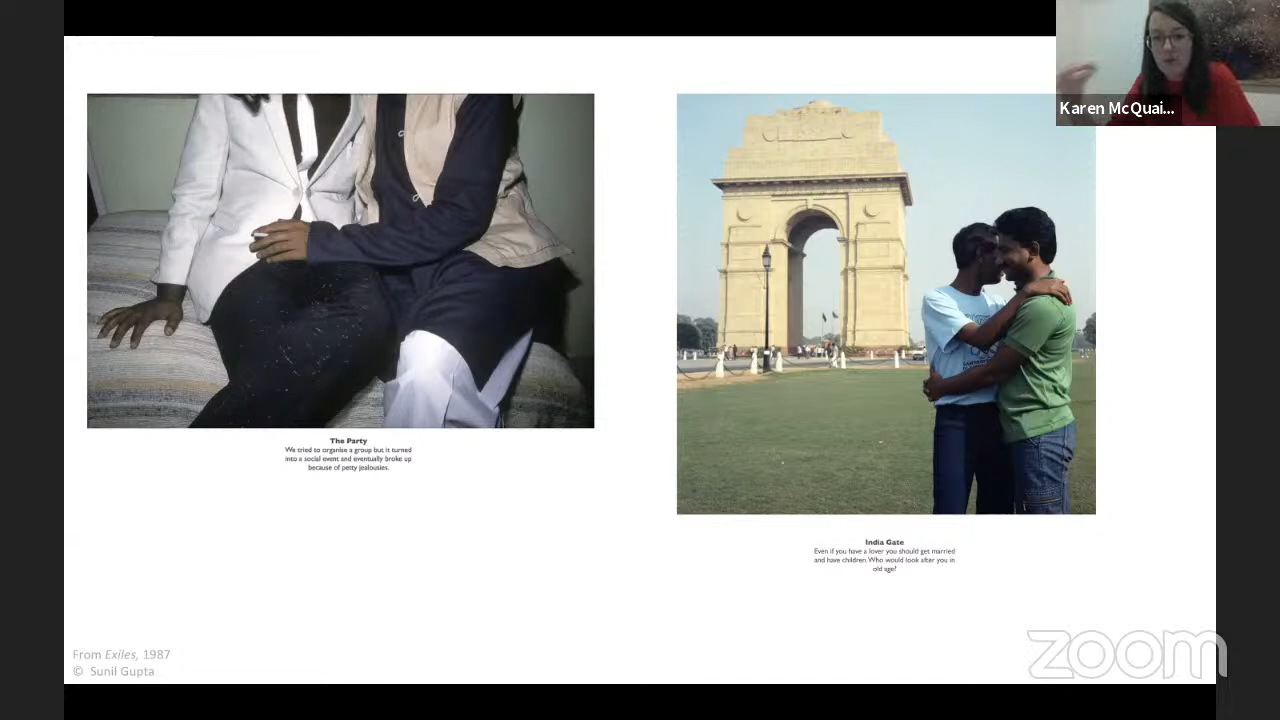 Karen McQuai...
The Party
We tried to organise a group but it turned
into a social event and eventually broke up
because of petty jealousies.
India Gate
Even if you have a lover you should get married
and have children. Who would look after you in
old age?
From Exiles, 1987
© Sunil Gupta
zoom